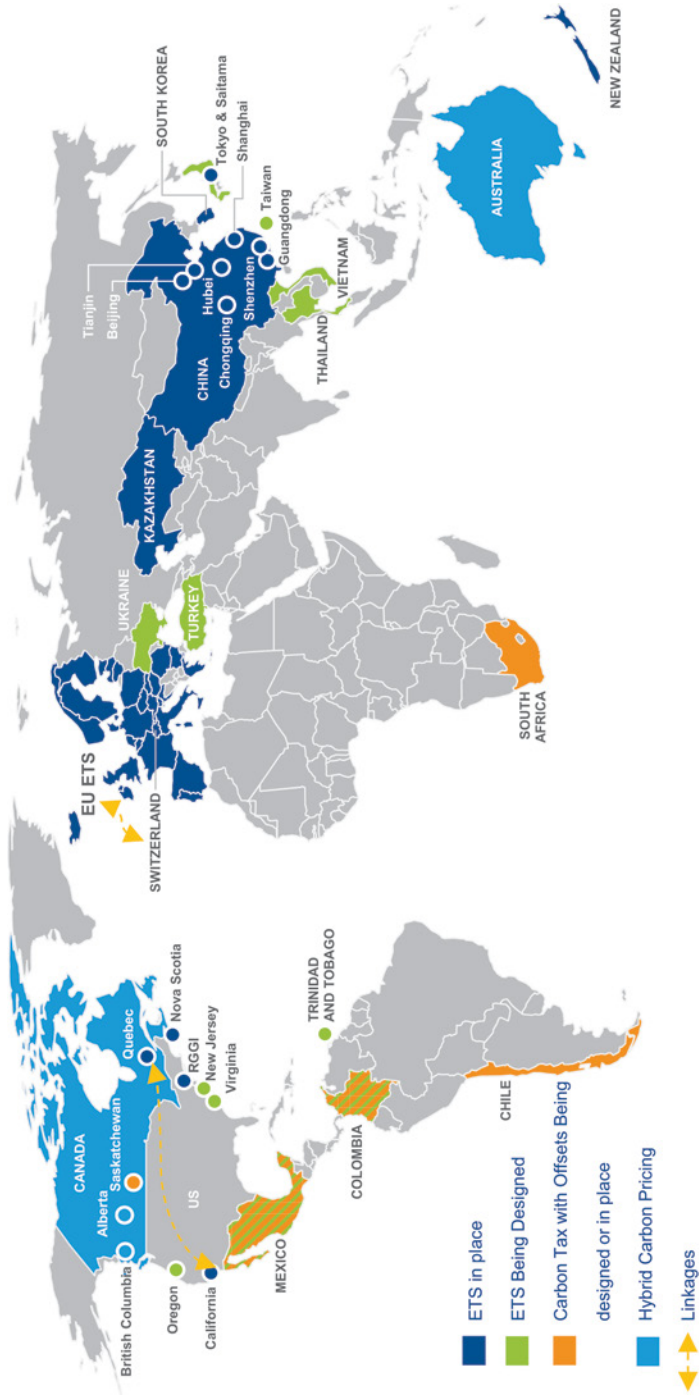 CANADA
Alberta
Saskatchewan
British Columbia
Quebec
Nova Scotia
RGGI
New Jersey
Virginia
US
Oregon
California
MEXICO
TRINIDAD
AND TOBAGO
COLOMBIA
CHILE
EU ETS
SWITZERLAND
UKRAINE
TURKEY
KAZAKHSTAN
CHINA
Tianjin
Beijing
Hubei
Chongqing
Shenzhen
SOUTH KOREA
Tokyo & Saitama
Shanghai
Taiwan
Guangdong
THAILAND
VIETNAM
SOUTH
AFRICA
AUSTRALIA
NEW ZEALAND
ETS in place
ETS Being Designed
Carbon Tax with Offsets Being
designed or in place
Hybrid Carbon Pricing
Linkages